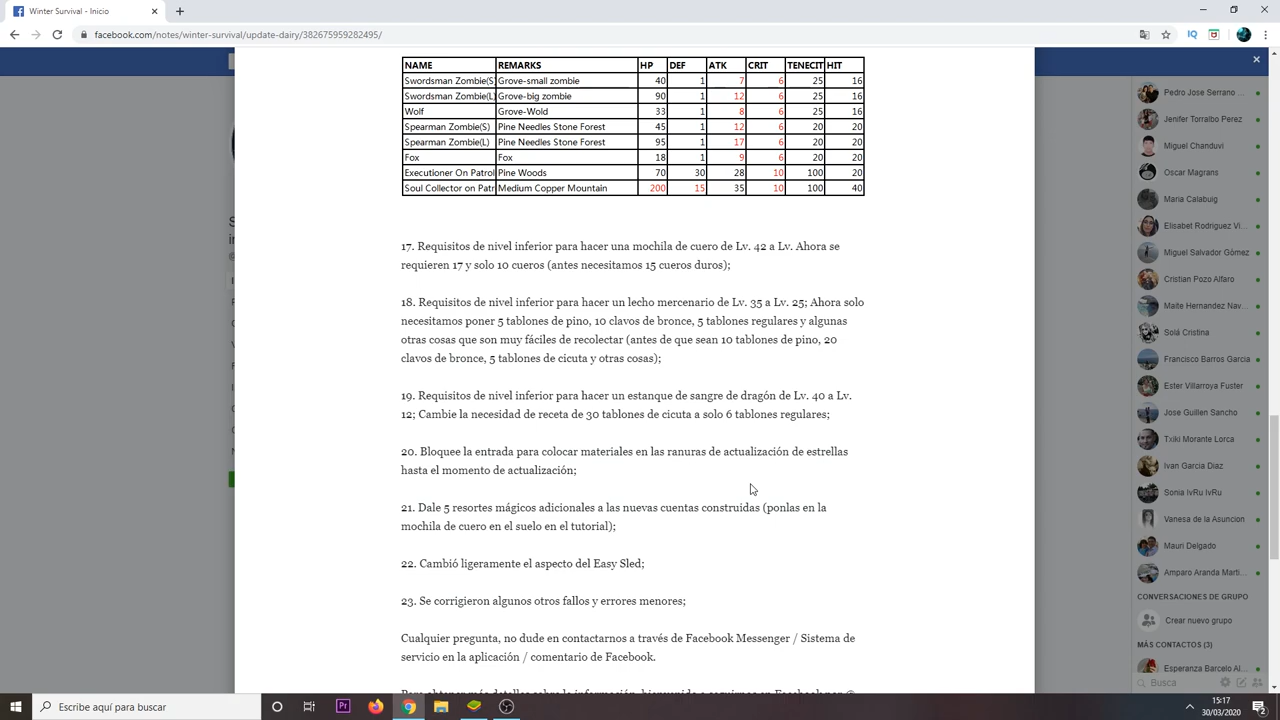 Winter Survival - Inicio
facebook.com/notes/winter-survival/update-dairy/382675959282495/
NAME REMARKS HP DEF ATK CRIT TENECIT HIT
Swordsman Zombie(S Grove-small zombie 40 1 7 6 25 16
Swordsman Zombie(L) Grove-big zombie 90 1 12 6 25 16
Wolf Grove-Wold 33 1 8 6 25 16
Spearman Zombie(S) Pine Needles Stone Forest 45 1 12 6 20 20
Spearman Zombie(L) Pine Needles Stone Forest 95 1 17 6 20 20
Fox Fox 18 1 9 6 20 20
Executioner On Patrol Pine Woods 70 30 28 10 100 20
Soul Collector on Patr Medium Copper Mountain 200 15 35 10 100 40
17. Requisitos de nivel inferior para hacer una mochila de cuero de Lv. 42 a Lv. Ahora se
requieren 17 y solo 10 cueros (antes necesitamos 15 cueros duros);
18. Requisitos de nivel inferior para hacer un lecho mercenario de Lv. 35 a Lv. 25; Ahora solo
necesitamos poner 5 tablones de pino, 10 clavos de bronce, 5 tablones regulares y algunas
otras cosas que son muy fáciles de recolectar (antes de que sean 10 tablones de pino, 20
clavos de bronce, 5 tablones de cicuta y otras cosas);
19. Requisitos de nivel inferior para hacer un estanque de sangre de dragón de Lv. 40 a Lv.
12; Cambie la necesidad de receta de 30 tablones de cicuta a solo 6 tablones regulares;
20. Bloquee la entrada para colocar materiales en las ranuras de actualización de estrellas
hasta el momento de actualización;
21. Dale 5 resortes mágicos adicionales a las nuevas cuentas construidas (ponlas en la
mochila de cuero en el suelo en el tutorial);
22. Cambió ligeramente el aspecto del Easy Sled;
23. Se corrigieron algunos otros fallos y errores menores;
Cualquier pregunta, no dude en contactarnos a través de Facebook Messenger / Sistema de
servicio en la aplicación / comentario de Facebook.
Para obtener más detalles sobre la información, bienvenido a seguirnos en Facebook por @
Pedro Jose Serrano ...
Jenifer Torralbo Perez
Miguel Chanduvi
Oscar Magrans
Maria Calabuig
Elisabet Rodriguez Vi...
Miguel Salvador Gómez
Cristian Pozo Alfaro
Maite Hernandez Nav...
Solá Cristina
Francisco Barros Garcia
Ester Villarroya Fuster
Jose Guillen Sancho
Txiki Morante Lorca
Ivan Garcia Diaz
Sonia IvRu IvRu
Vanesa de la Asuncion
Mauri Delgado
Amparo Aranda Marti...
CONVERSACIONES DE GRUPO
Crear nuevo grupo
MÁS CONTACTOS (3)
Esperanza Barcelo Al...
Busca
Escribe aquí para buscar
15:17
30/03/2020
2